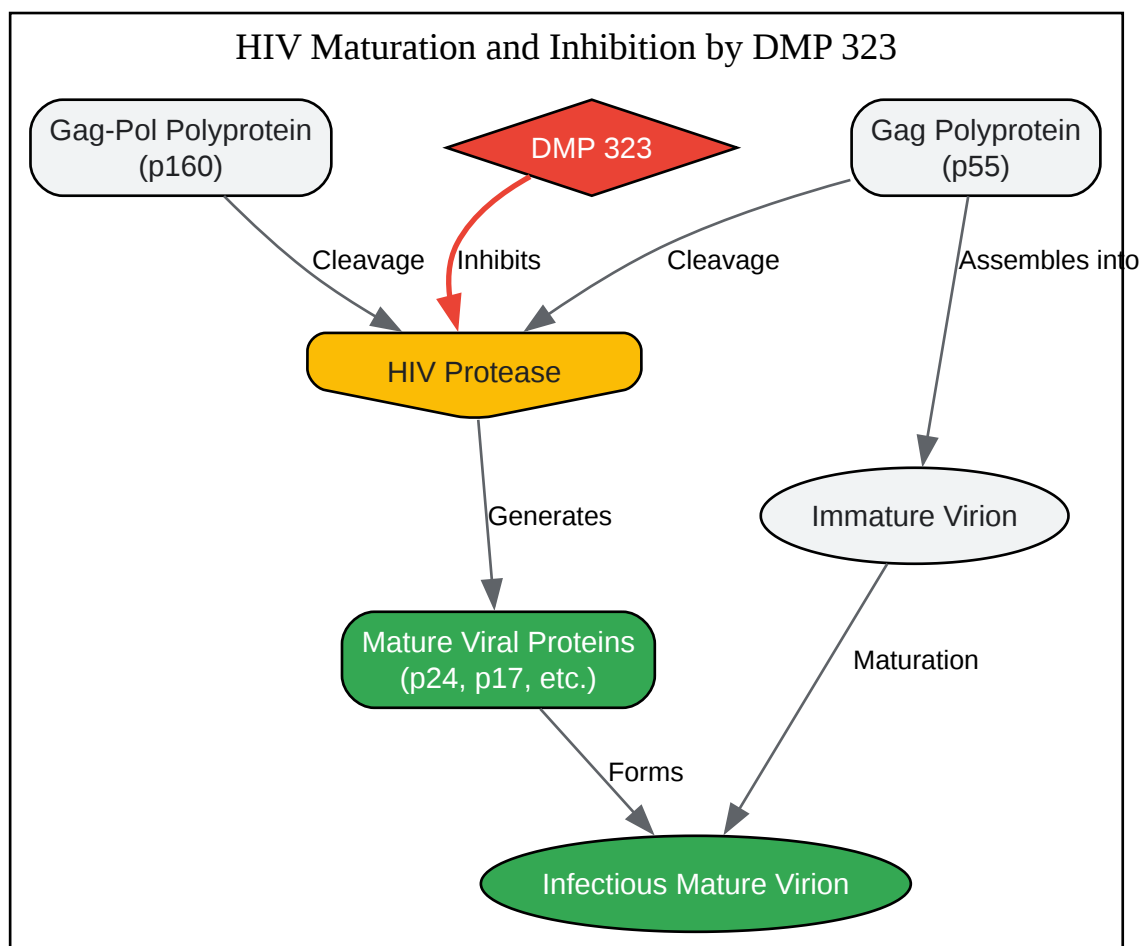 HIV Maturation and Inhibition by DMP 323
Gag-Pol Polyprotein
(p160)
DMP 323
Gag Polyprotein
(p55)
Cleavage
Inhibits
Cleavage
Assembles into
HIV Protease
Generates
Immature Virion
Mature Viral Proteins
(p24, p17, etc.)
Maturation
Forms
Infectious Mature Virion